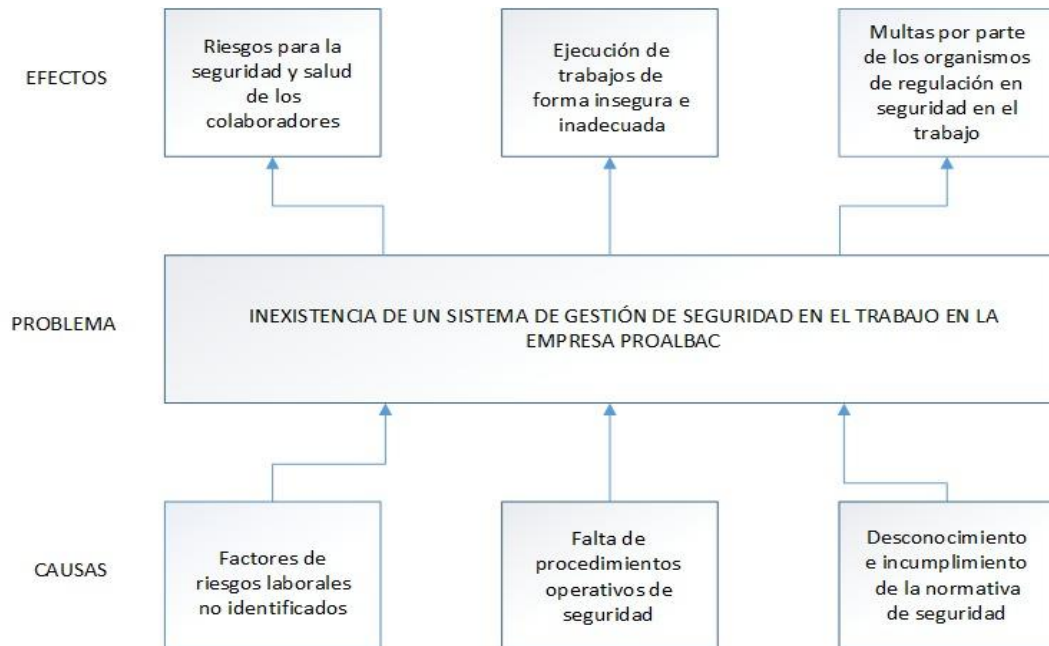 EFECTOS
Riesgos para la
seguridad y salud
de los
colaboradores
Ejecución de
trabajos de
forma insegura e
inadecuada
Multas por parte
de los organismos
de regulación en
seguridad en el
trabajo
PROBLEMA
INEXISTENCIA DE UN SISTEMA DE GESTIÓN DE SEGURIDAD EN EL TRABAJO EN LA
EMPRESA PROALBAC
CAUSAS
Factores de
riesgos laborales
no identificados
Falta de
procedimientos
operativos de
seguridad
Desconocimiento
e incumplimiento
de la normativa
de seguridad